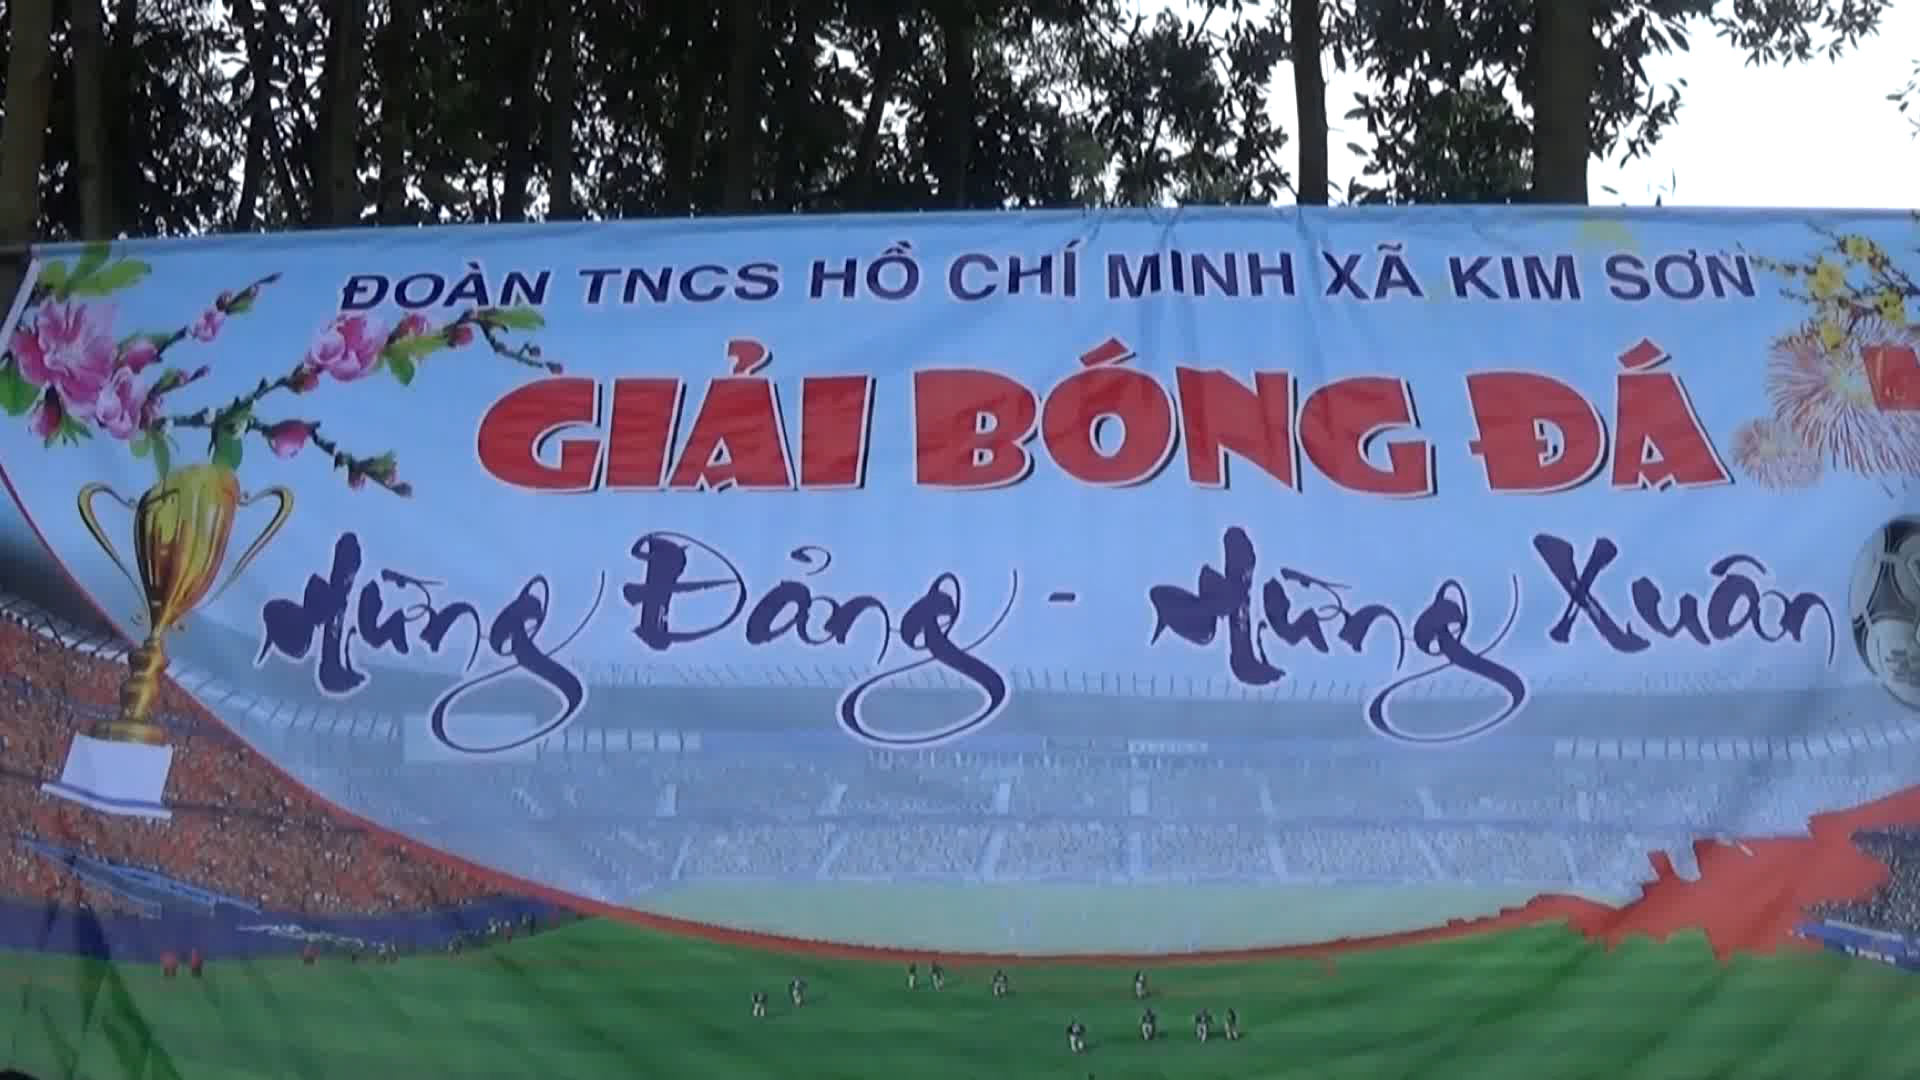 ĐOÀN TNCS HỒ CHÍ MINH XÃ KIM SƠN
GIẢI BÓNG ĐÁ
Mừng Đảng - Mừng Xuân